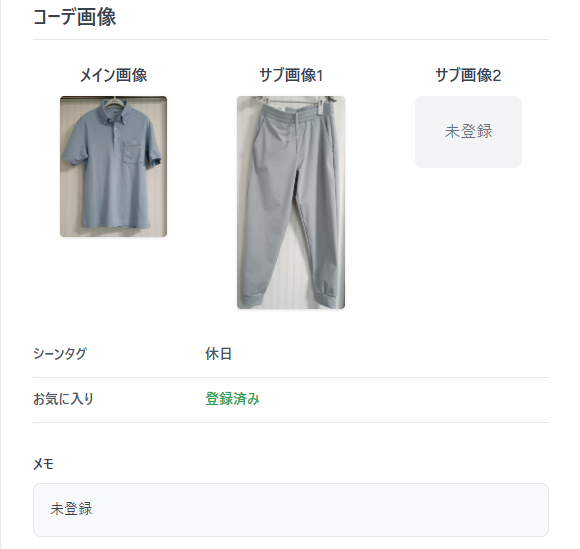 コーデ画像
メイン画像 サブ画像1 サブ画像2
未登録
シーンタグ 休日
お気に入り 登録済み
メモ
未登録